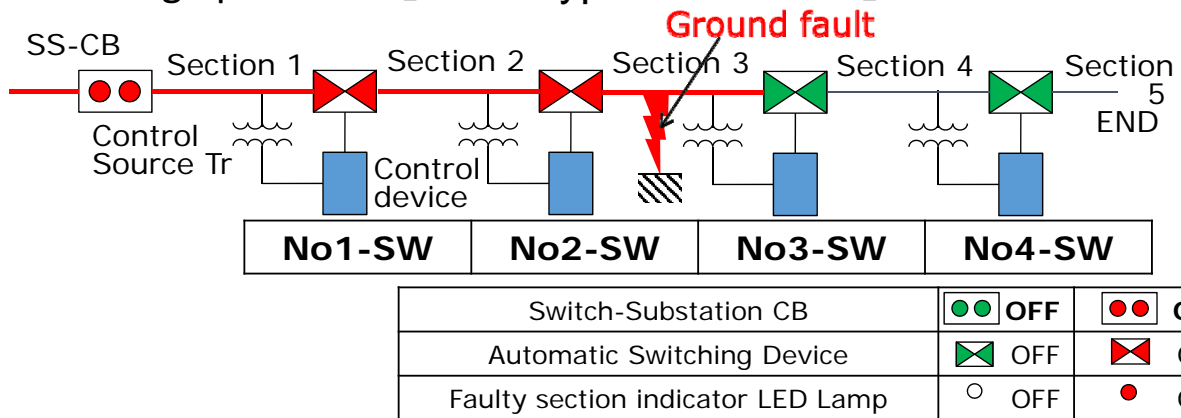 Ground fault
SS-CB
Section 1
Section 2
Section 3
Section 4
Section
5
END
Control
Source Tr
Control
device
No1-SW
No2-SW
No3-SW
No4-SW
Switch-Substation CB OFF
Automatic Switching Device OFF
Faulty section indicator LED Lamp OFF